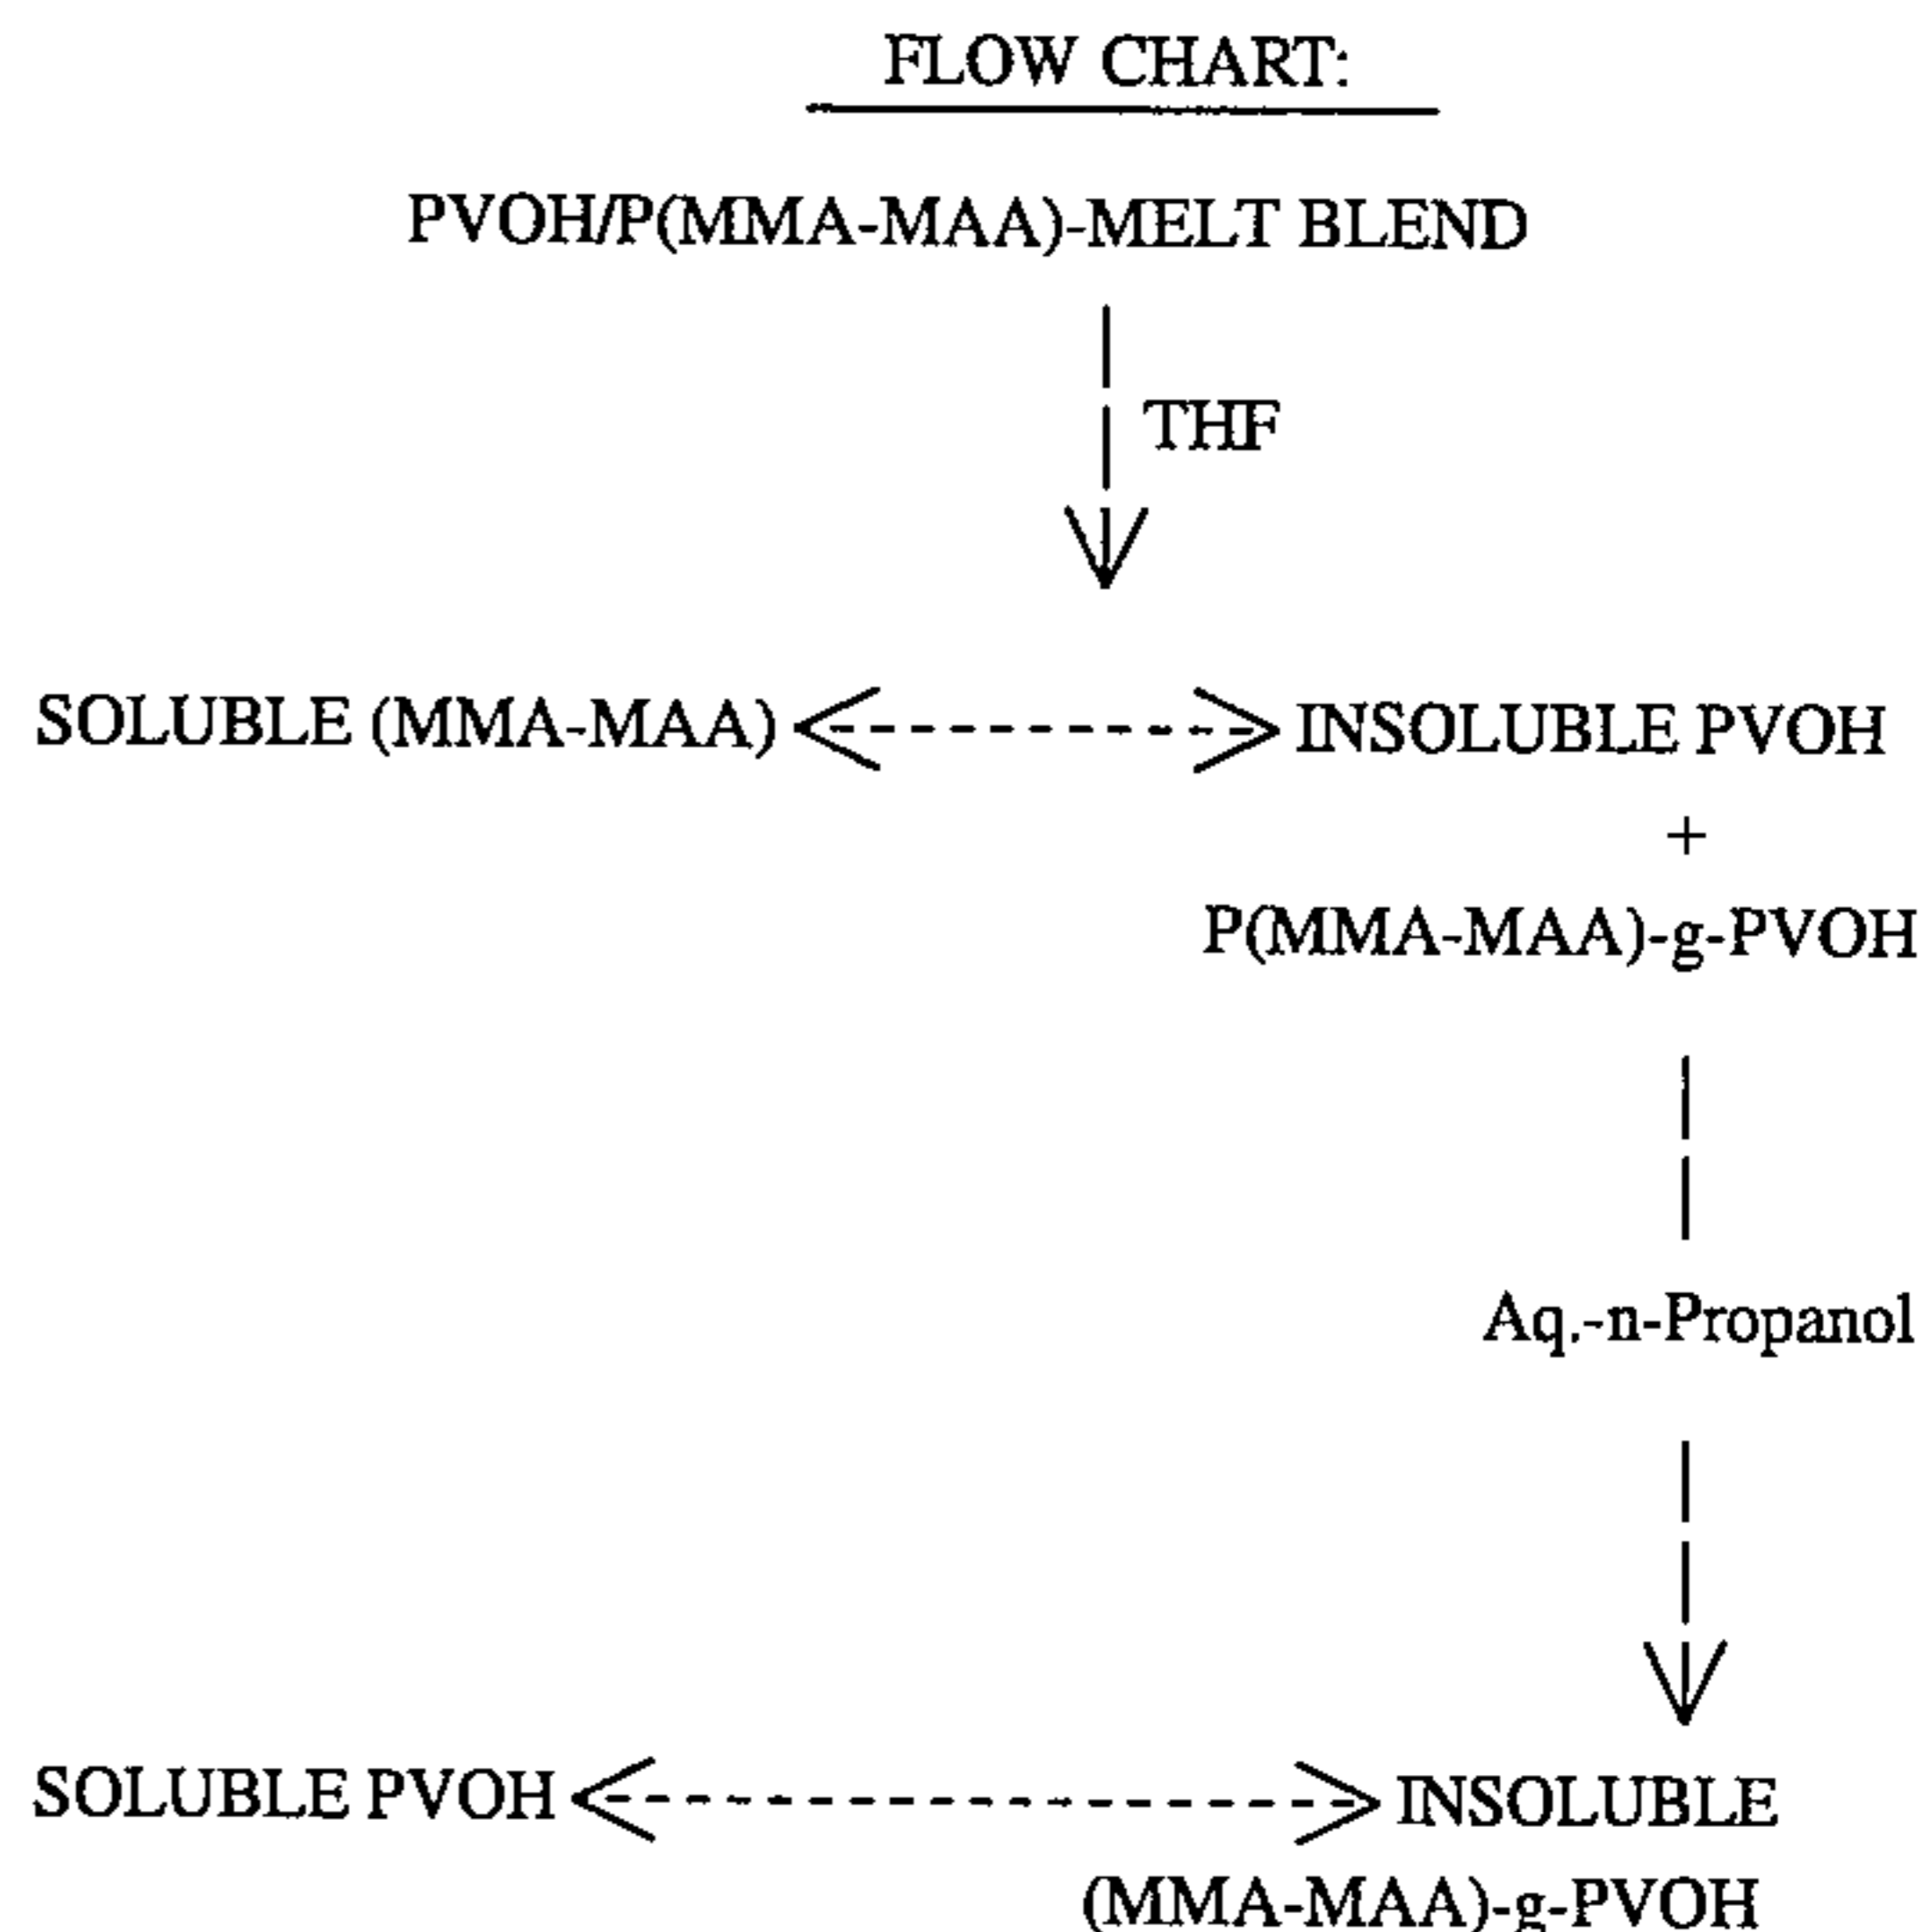 FLOW CHART:
PVOH/P(MMA-MAA)-MELT BLEND
THF
SOLUBLE (MMA-MAA) INSOLUBLE PVOH
+
P(MMA-MAA)-g-PVOH
Aq.-n-Propanol
SOLUBLE PVOH INSOLUBLE
(MMA-MAA)-g-PVOH